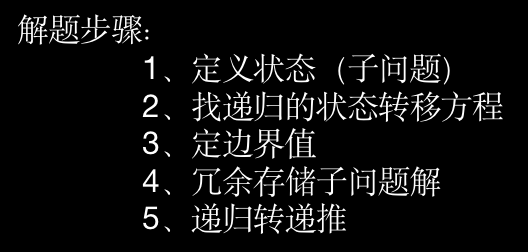 解题步骤:
1、定义状态（子问题）
2、找递归的状态转移方程
3、定边界值
4、冗余存储子问题解
5、递归转递推